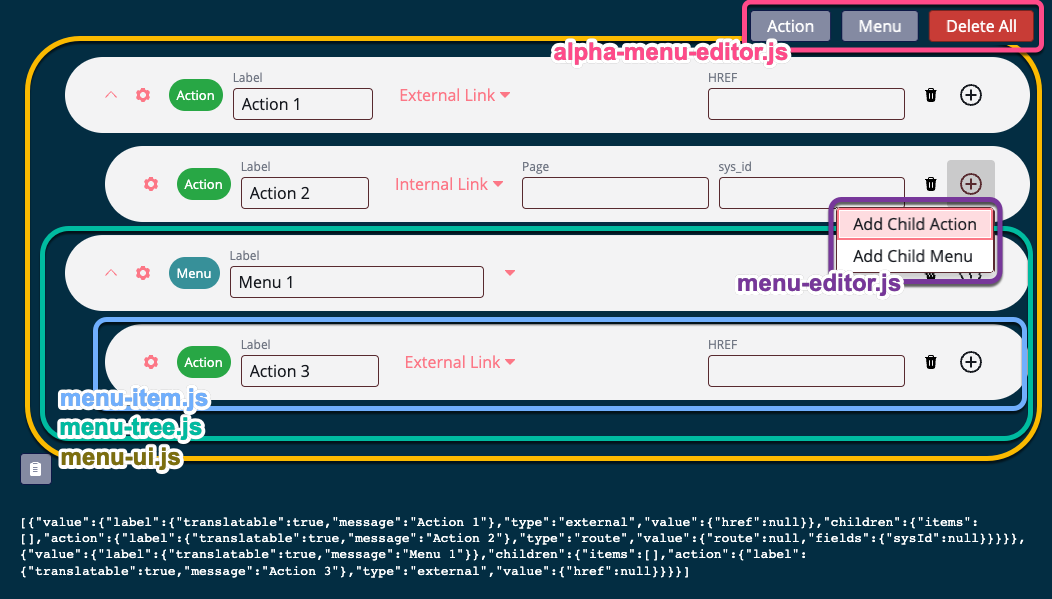 Action Menu Delete All
alpha-menu-editor.js
Label HREF
Action Action 1 External Link
Label Page sys_id
Action Action 2 Internal Link
Add Child Action
Add Child Menu
menu-editor.js
Label
Menu Menu 1
Label HREF
Action Action 3 External Link
menu-item.js
menu-tree.js
menu-ui.js
[{"value":{"label":{"translatable":true,"message":"Action 1"},"type":"external","value":{"href":null}},"children":{"items":
[],"action":{"label":{"translatable":true,"message":"Action 2"},"type":"route","value":{"route":null,"fields":{"sysId":null}}}}},
{"value":{"label":{"translatable":true,"message":"Menu 1"}},"children":{"items":[],"action":{"label":
{"translatable":true,"message":"Action 3"},"type":"external","value":{"href":null}}}}]